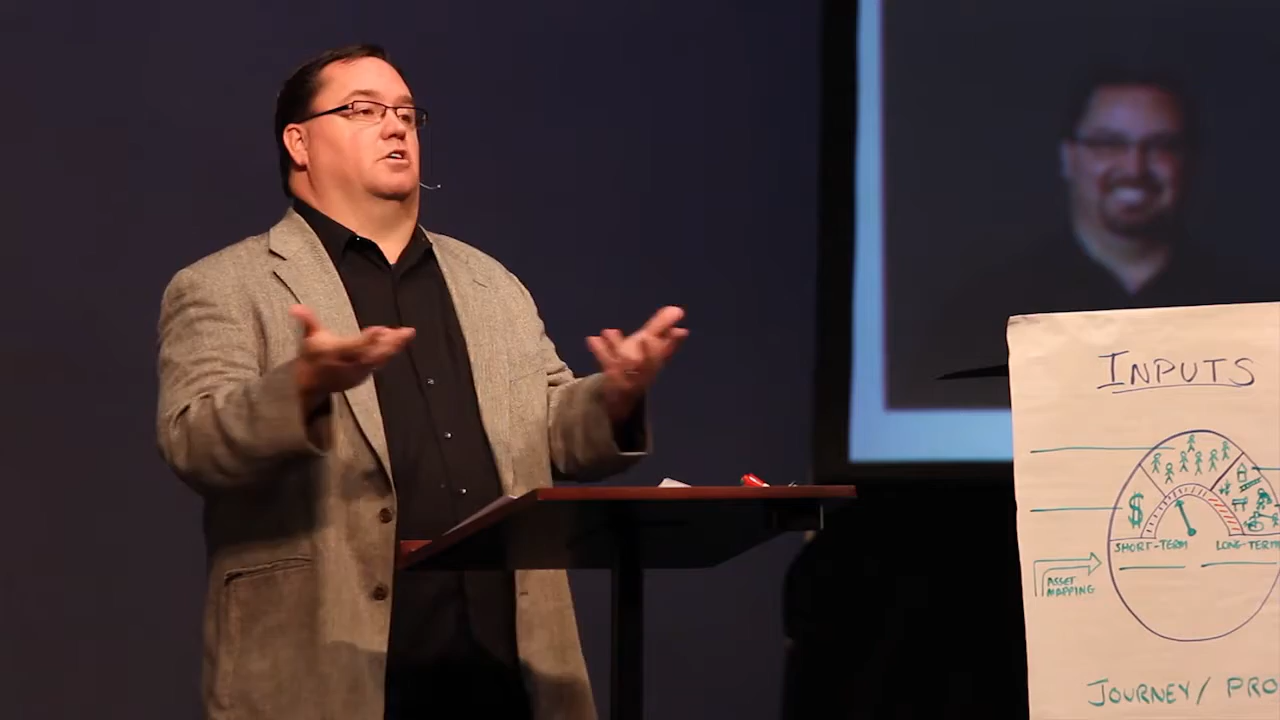 INPUTS
$
SHORT-TERM LONG-TERM
ASSET
MAPPING
JOURNEY/ PRO